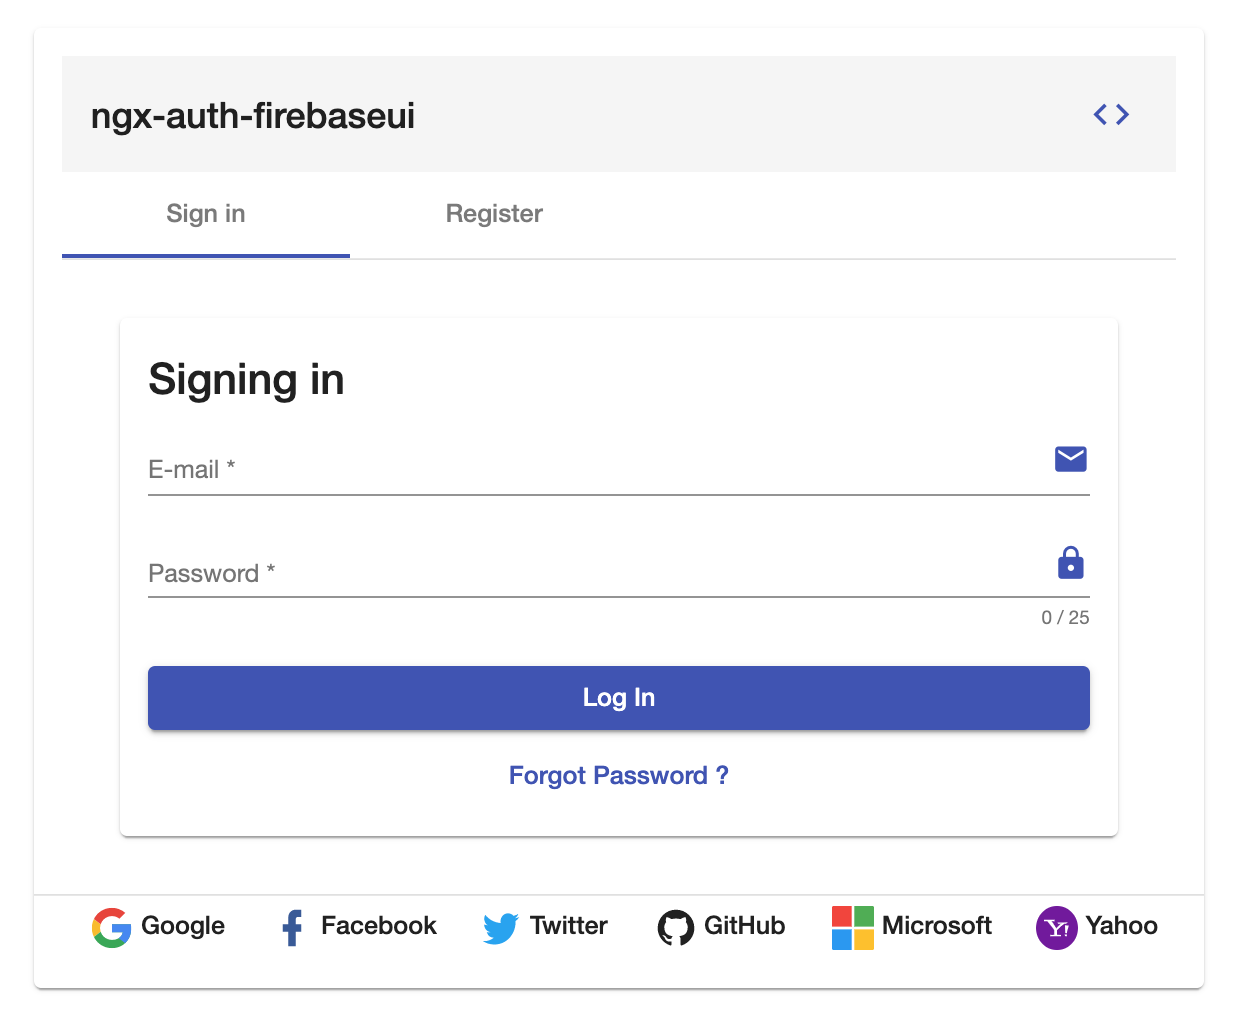 ngx-auth-firebaseui
Sign in Register
Signing in
E-mail *
Password *
0 / 25
Log In
Forgot Password ?
Google Facebook Twitter GitHub Microsoft Y! Yahoo